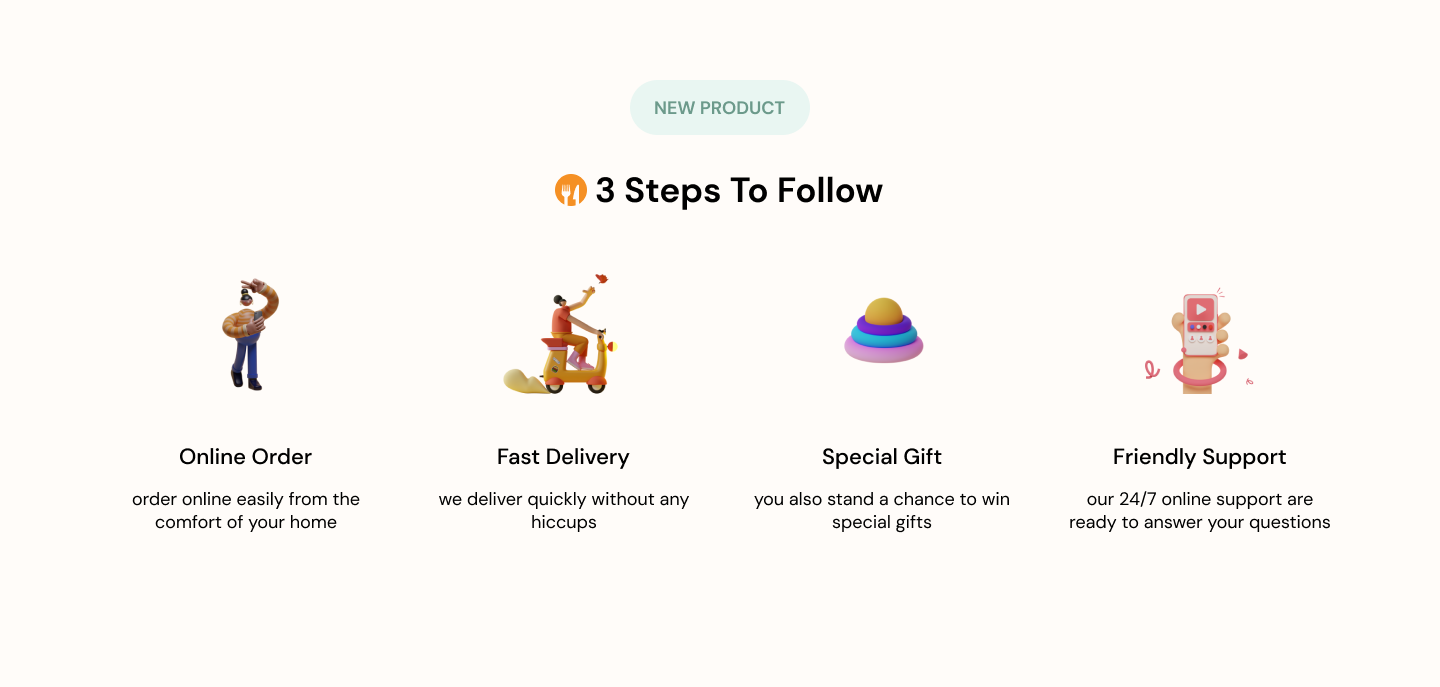 NEW PRODUCT
3 Steps To Follow
Online Order
order online easily from the
comfort of your home
Fast Delivery
we deliver quickly without any
hiccups
Special Gift
you also stand a chance to win
special gifts
Friendly Support
our 24/7 online support are
ready to answer your questions